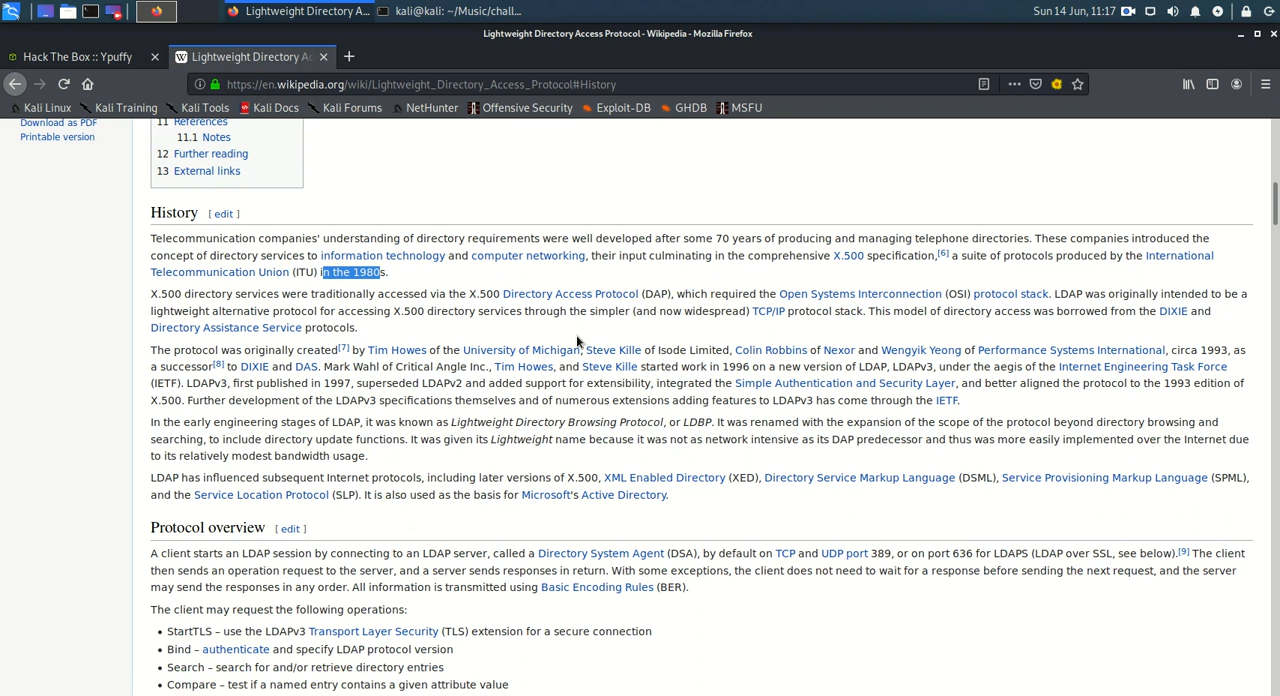 Lightweight Directory A...
kali@kali: ~/Music/chall...
Sun 14 Jun, 11:17
Lightweight Directory Access Protocol - Wikipedia - Mozilla Firefox
Hack The Box :: Ypuffy
Lightweight Directory Ac
https://en.wikipedia.org/wiki/Lightweight_Directory_Access_Protocol#History
Kali Linux Kali Training Kali Tools Kali Docs Kali Forums NetHunter Offensive Security Exploit-DB GHDB MSFU
Download as PDF
Printable version
11 References
11.1 Notes
12 Further reading
13 External links
History [ edit ]
Telecommunication companies' understanding of directory requirements were well developed after some 70 years of producing and managing telephone directories. These companies introduced the
concept of directory services to information technology and computer networking, their input culminating in the comprehensive X.500 specification,[6] a suite of protocols produced by the International
Telecommunication Union (ITU) in the 1980s.
X.500 directory services were traditionally accessed via the X.500 Directory Access Protocol (DAP), which required the Open Systems Interconnection (OSI) protocol stack. LDAP was originally intended to be a
lightweight alternative protocol for accessing X.500 directory services through the simpler (and now widespread) TCP/IP protocol stack. This model of directory access was borrowed from the DIXIE and
Directory Assistance Service protocols.
The protocol was originally created[7] by Tim Howes of the University of Michigan, Steve Kille of Isode Limited, Colin Robbins of Nexor and Wengyik Yeong of Performance Systems International, circa 1993, as
a successor[8] to DIXIE and DAS. Mark Wahl of Critical Angle Inc., Tim Howes, and Steve Kille started work in 1996 on a new version of LDAP, LDAPv3, under the aegis of the Internet Engineering Task Force
(IETF). LDAPv3, first published in 1997, superseded LDAPv2 and added support for extensibility, integrated the Simple Authentication and Security Layer, and better aligned the protocol to the 1993 edition of
X.500. Further development of the LDAPv3 specifications themselves and of numerous extensions adding features to LDAPv3 has come through the IETF.
In the early engineering stages of LDAP, it was known as Lightweight Directory Browsing Protocol, or LDBP. It was renamed with the expansion of the scope of the protocol beyond directory browsing and
searching, to include directory update functions. It was given its Lightweight name because it was not as network intensive as its DAP predecessor and thus was more easily implemented over the Internet due
to its relatively modest bandwidth usage.
LDAP has influenced subsequent Internet protocols, including later versions of X.500, XML Enabled Directory (XED), Directory Service Markup Language (DSML), Service Provisioning Markup Language (SPML),
and the Service Location Protocol (SLP). It is also used as the basis for Microsoft's Active Directory.
Protocol overview [ edit ]
A client starts an LDAP session by connecting to an LDAP server, called a Directory System Agent (DSA), by default on TCP and UDP port 389, or on port 636 for LDAPS (LDAP over SSL, see below).[9] The client
then sends an operation request to the server, and a server sends responses in return. With some exceptions, the client does not need to wait for a response before sending the next request, and the server
may send the responses in any order. All information is transmitted using Basic Encoding Rules (BER).
The client may request the following operations:
• StartTLS – use the LDAPv3 Transport Layer Security (TLS) extension for a secure connection
• Bind – authenticate and specify LDAP protocol version
• Search – search for and/or retrieve directory entries
• Compare – test if a named entry contains a given attribute value